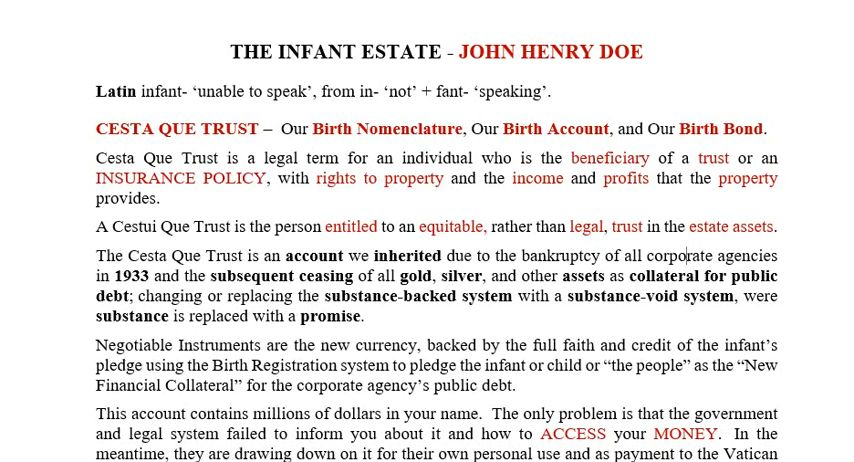 THE INFANT ESTATE - JOHN HENRY DOE
Latin infant- ‘unable to speak’, from in- ‘not’ + fant- ‘speaking’.
CESTA QUE TRUST – Our Birth Nomenclature, Our Birth Account, and Our Birth Bond.
Cesta Que Trust is a legal term for an individual who is the beneficiary of a trust or an
INSURANCE POLICY, with rights to property and the income and profits that the property
provides.
A Cestui Que Trust is the person entitled to an equitable, rather than legal, trust in the estate assets.
The Cesta Que Trust is an account we inherited due to the bankruptcy of all corporate agencies
in 1933 and the subsequent ceasing of all gold, silver, and other assets as collateral for public
debt; changing or replacing the substance-backed system with a substance-void system, were
substance is replaced with a promise.
Negotiable Instruments are the new currency, backed by the full faith and credit of the infant’s
pledge using the Birth Registration system to pledge the infant or child or “the people” as the “New
Financial Collateral” for the corporate agency’s public debt.
This account contains millions of dollars in your name. The only problem is that the government
and legal system failed to inform you about it and how to ACCESS your MONEY. In the
meantime, they are drawing down on it for their own personal use and as payment to the Vatican